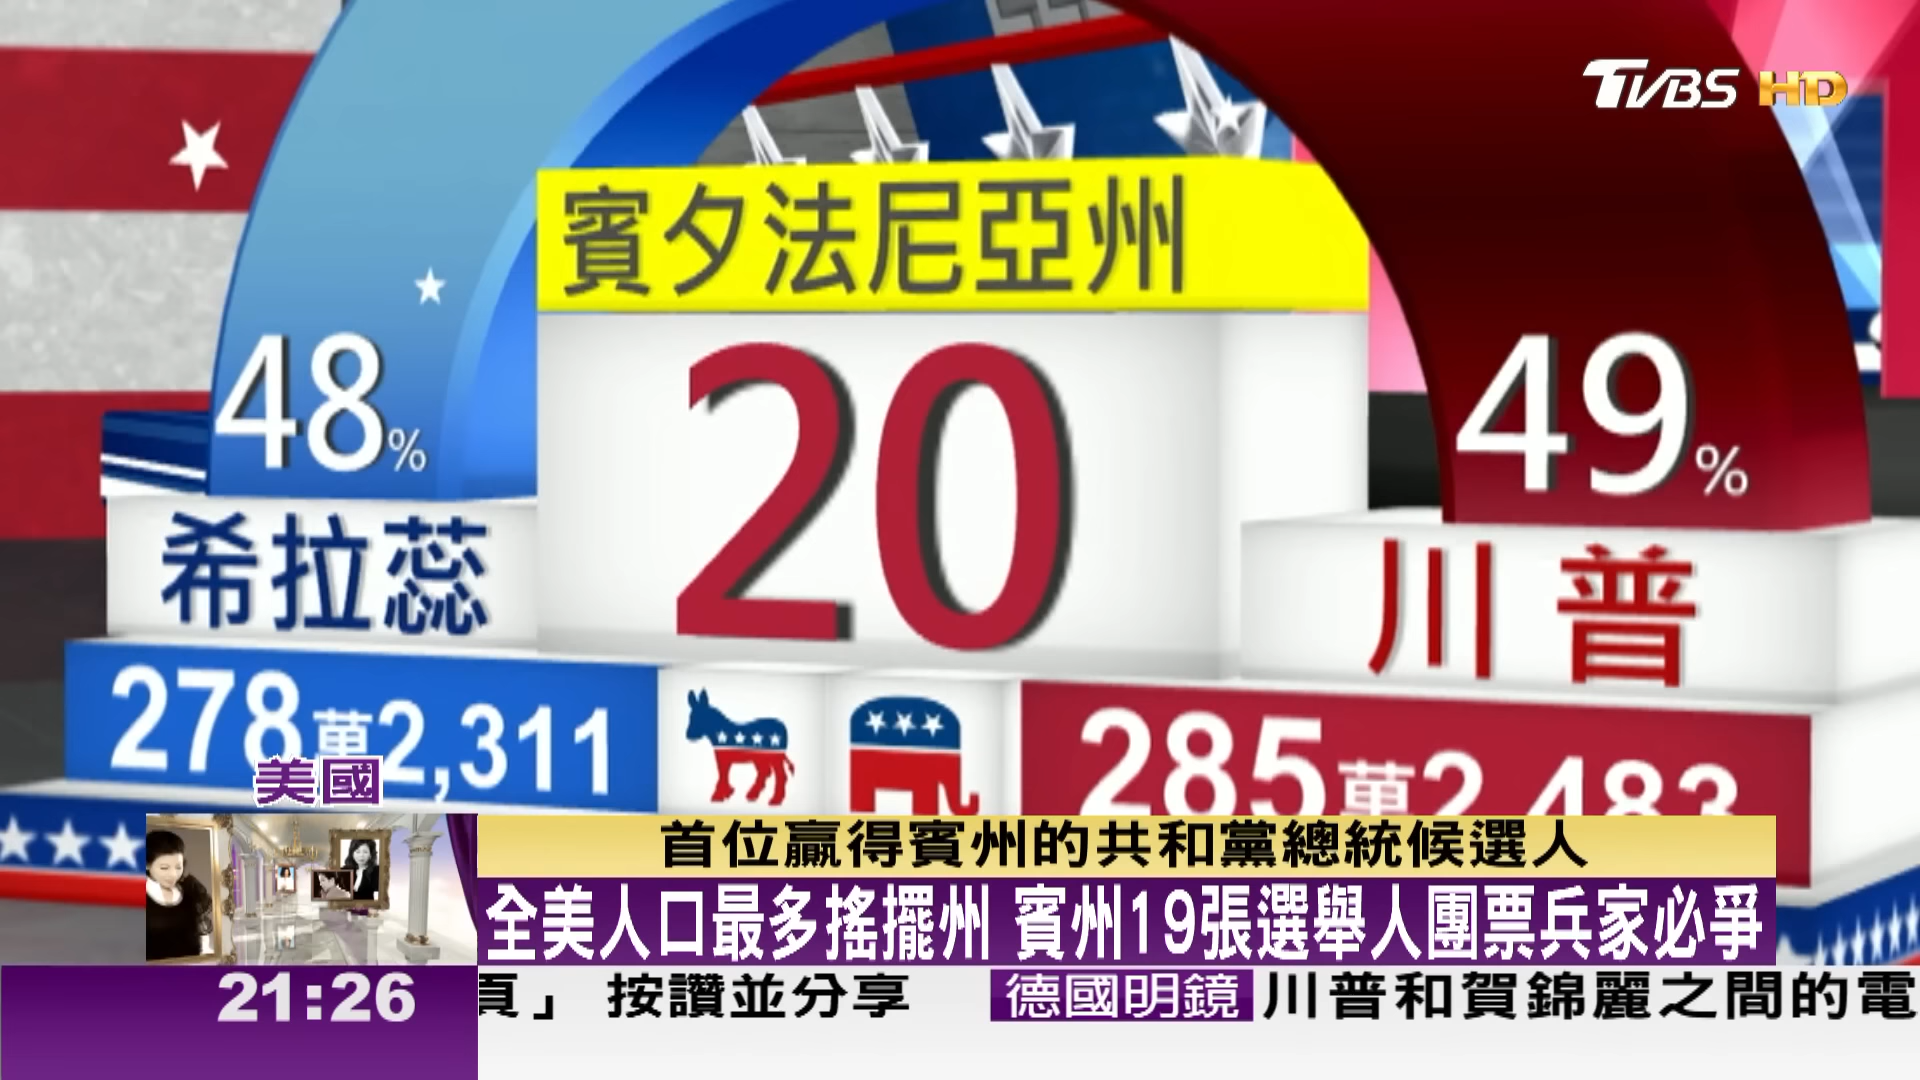 TVBS HD
賓夕法尼亞州
48%
20
49%
希拉蕊
川普
278萬2,311
285萬2,483
美國
首位贏得賓州的共和黨總統候選人
全美人口最多搖擺州 賓州19張選舉人團票兵家必爭
21:26
頁」 按讚並分享 德國明鏡 川普和賀錦麗之間的電